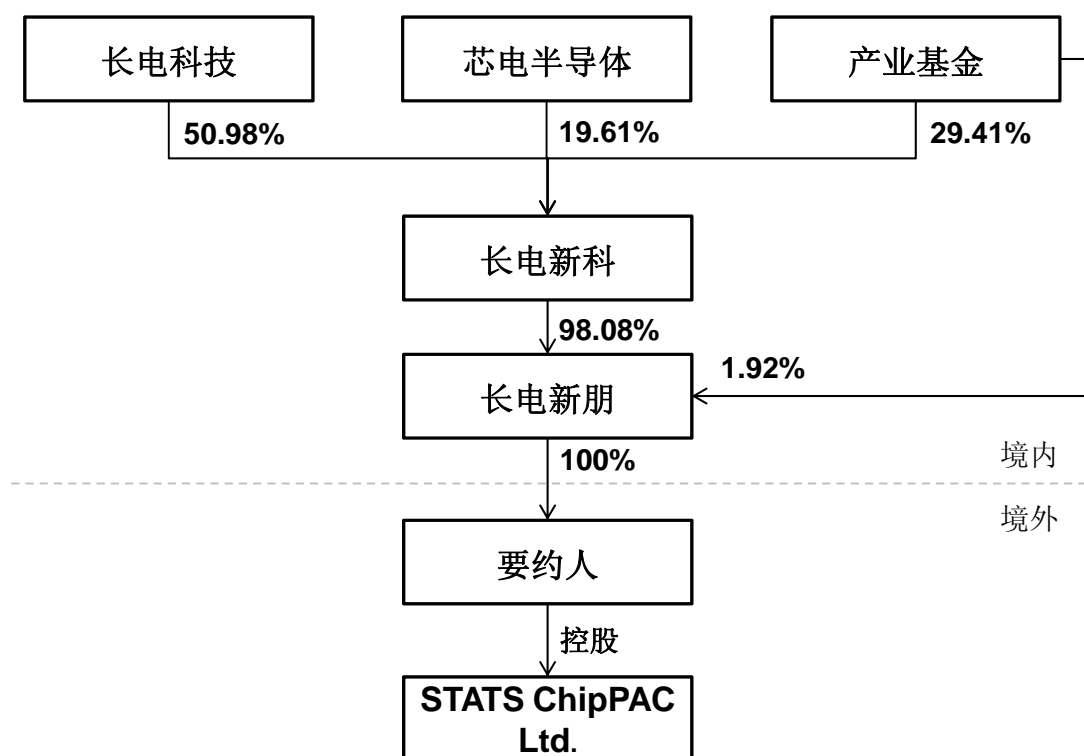 长电科技
芯电半导体
产业基金
50.98%
19.61%
29.41%
长电新科
98.08%
1.92%
长电新朋
100%
境内
境外
要约人
控股
STATS ChipPAC
Ltd.